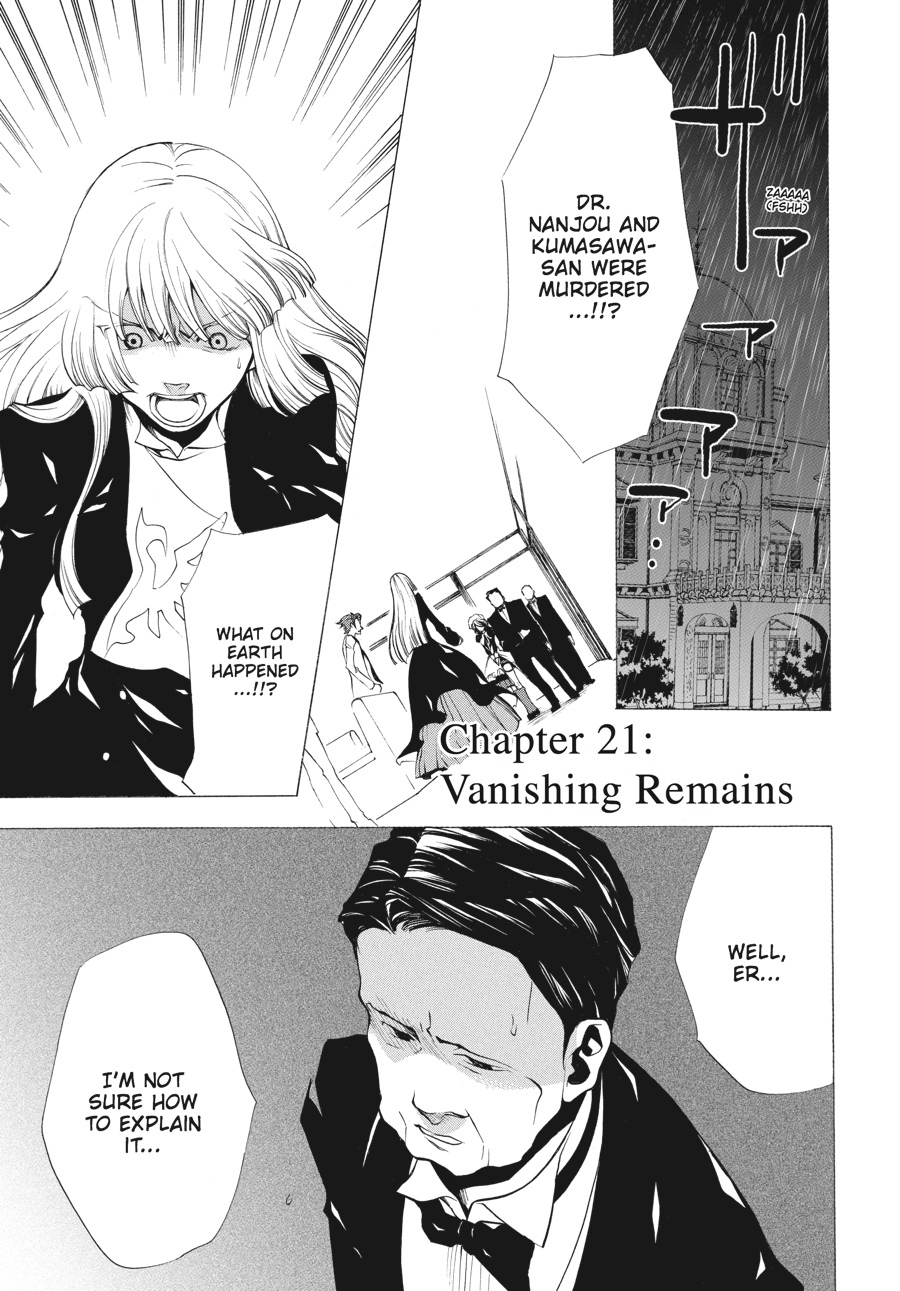 ザ
ァ
ァ
ァ
ァ…
ZAAAAA
(FSHH)
DR.
NANJOU AND
KUMASAWA-
SAN WERE
MURDERED
...!!?
WHAT ON
EARTH
HAPPENED
...!!?
Chapter 21:
Vanishing Remains
WELL,
ER...
I'M NOT
SURE HOW
TO EXPLAIN
IT...